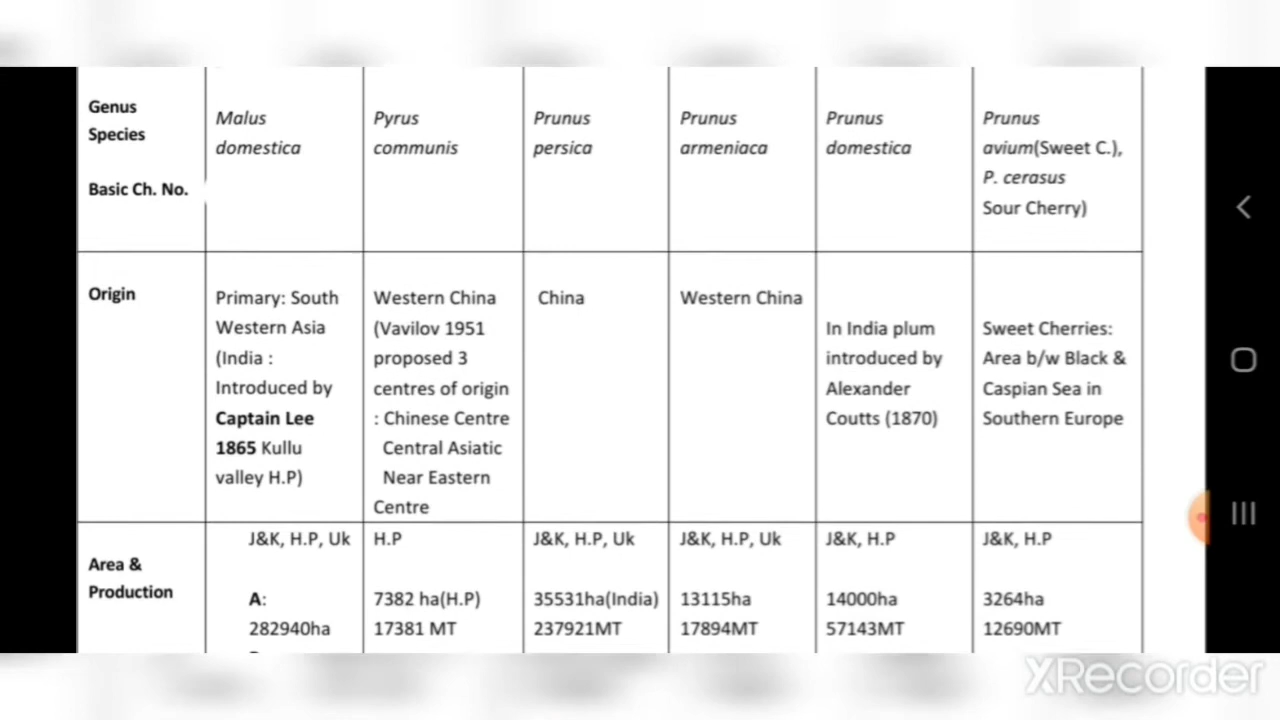 Genus
Species
Basic Ch. No.
Malus
domestica
Pyrus
communis
Prunus
persica
Prunus
armeniaca
Prunus
domestica
Prunus
avium(Sweet C.),
P. cerasus
Sour Cherry)
Origin
Primary: South
Western Asia
(India :
Introduced by
Captain Lee
1865 Kullu
valley H.P)
Western China
(Vavilov 1951
proposed 3
centres of origin
: Chinese Centre
Central Asiatic
Near Eastern
Centre
China
Western China
In India plum
introduced by
Alexander
Coutts (1870)
Sweet Cherries:
Area b/w Black &
Caspian Sea in
Southern Europe
Area &
Production
J&K, H.P, Uk
A:
282940ha
H.P
7382 ha(H.P)
17381 MT
J&K, H.P, Uk
35531ha(India)
237921MT
J&K, H.P, Uk
13115ha
17894MT
J&K, H.P
14000ha
57143MT
J&K, H.P
3264ha
12690MT
XRecorder